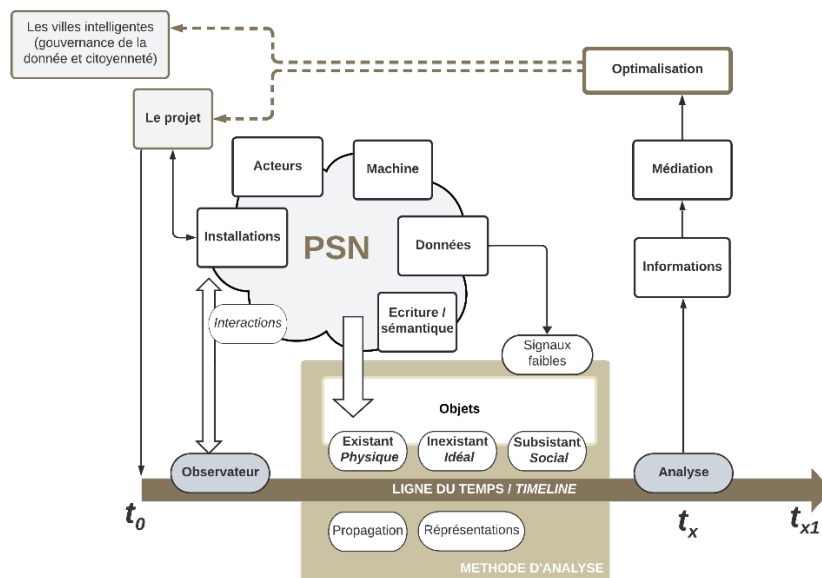 Les villes intelligentes
(gouvernance de la
donnée et citoyenneté)
Optimalisation
Le projet
Acteurs
Machine
Médiation
Installations
PSN
Données
Informations
Interactions
Ecriture /
sémantique
Signaux
faibles
Objets
Existant
Physique
Inexistant
Idéal
Subsistant
Social
Observateur
Analyse
LIGNE DU TEMPS / TIMELINE
t0
tx
tx1
Propagation
Réprésentations
METHODE D'ANALYSE